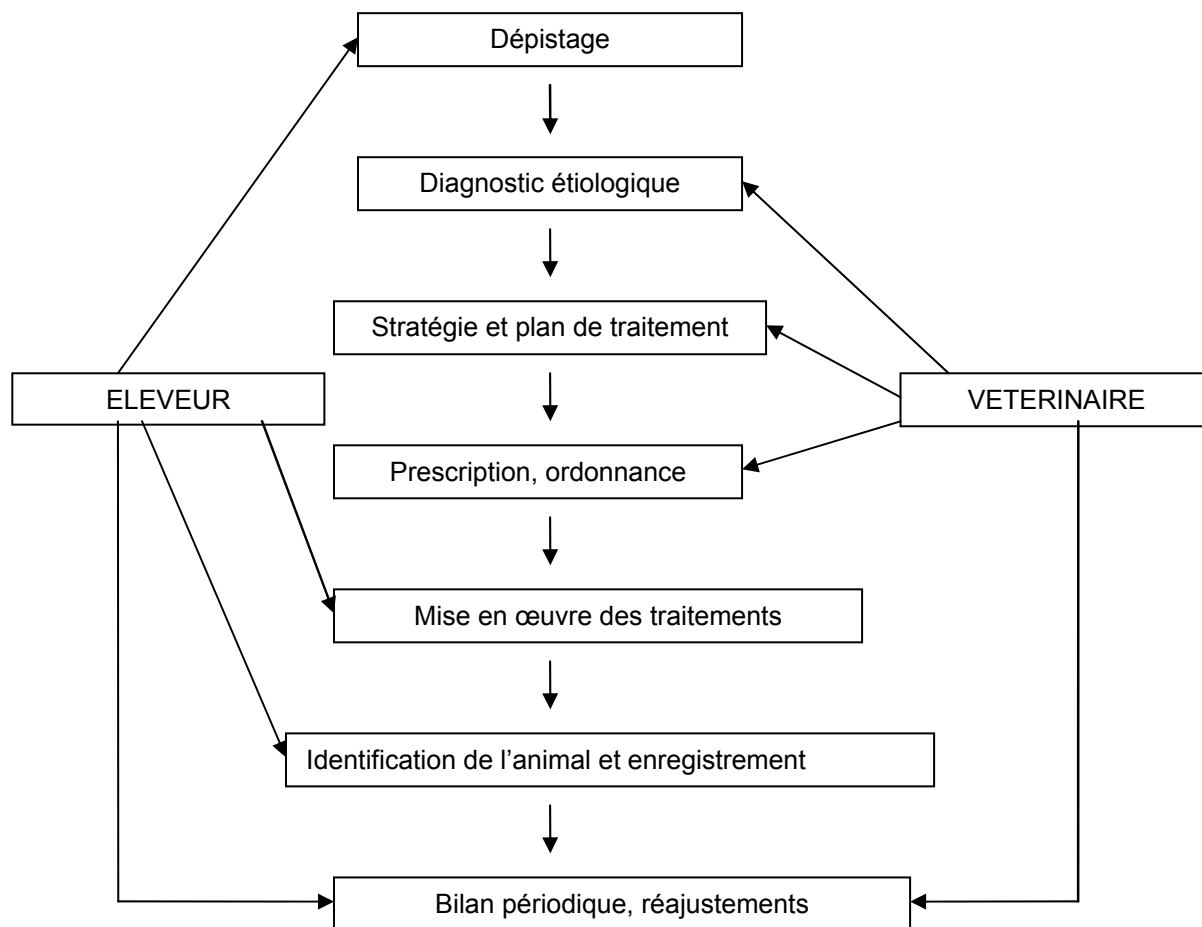 Dépistage
Diagnostic étiologique
Stratégie et plan de traitement
ELEVEUR
VETERINAIRE
Prescription, ordonnance
Mise en œuvre des traitements
Identification de l’animal et enregistrement
Bilan périodique, réajustements